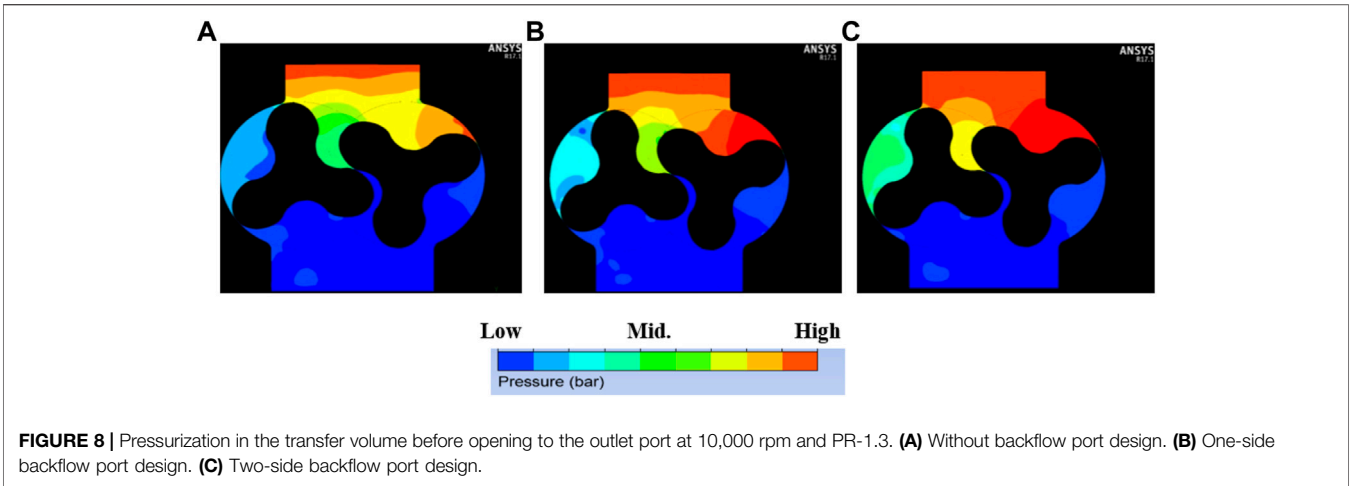 A
B
C
ANSYS
R17.1
ANSYS
R17.1
ANSYS
R17.1
Low Mid. High
Pressure (bar)
FIGURE 8 | Pressurization in the transfer volume before opening to the outlet port at 10,000 rpm and PR-1.3. (A) Without backflow port design. (B) One-side
backflow port design. (C) Two-side backflow port design.